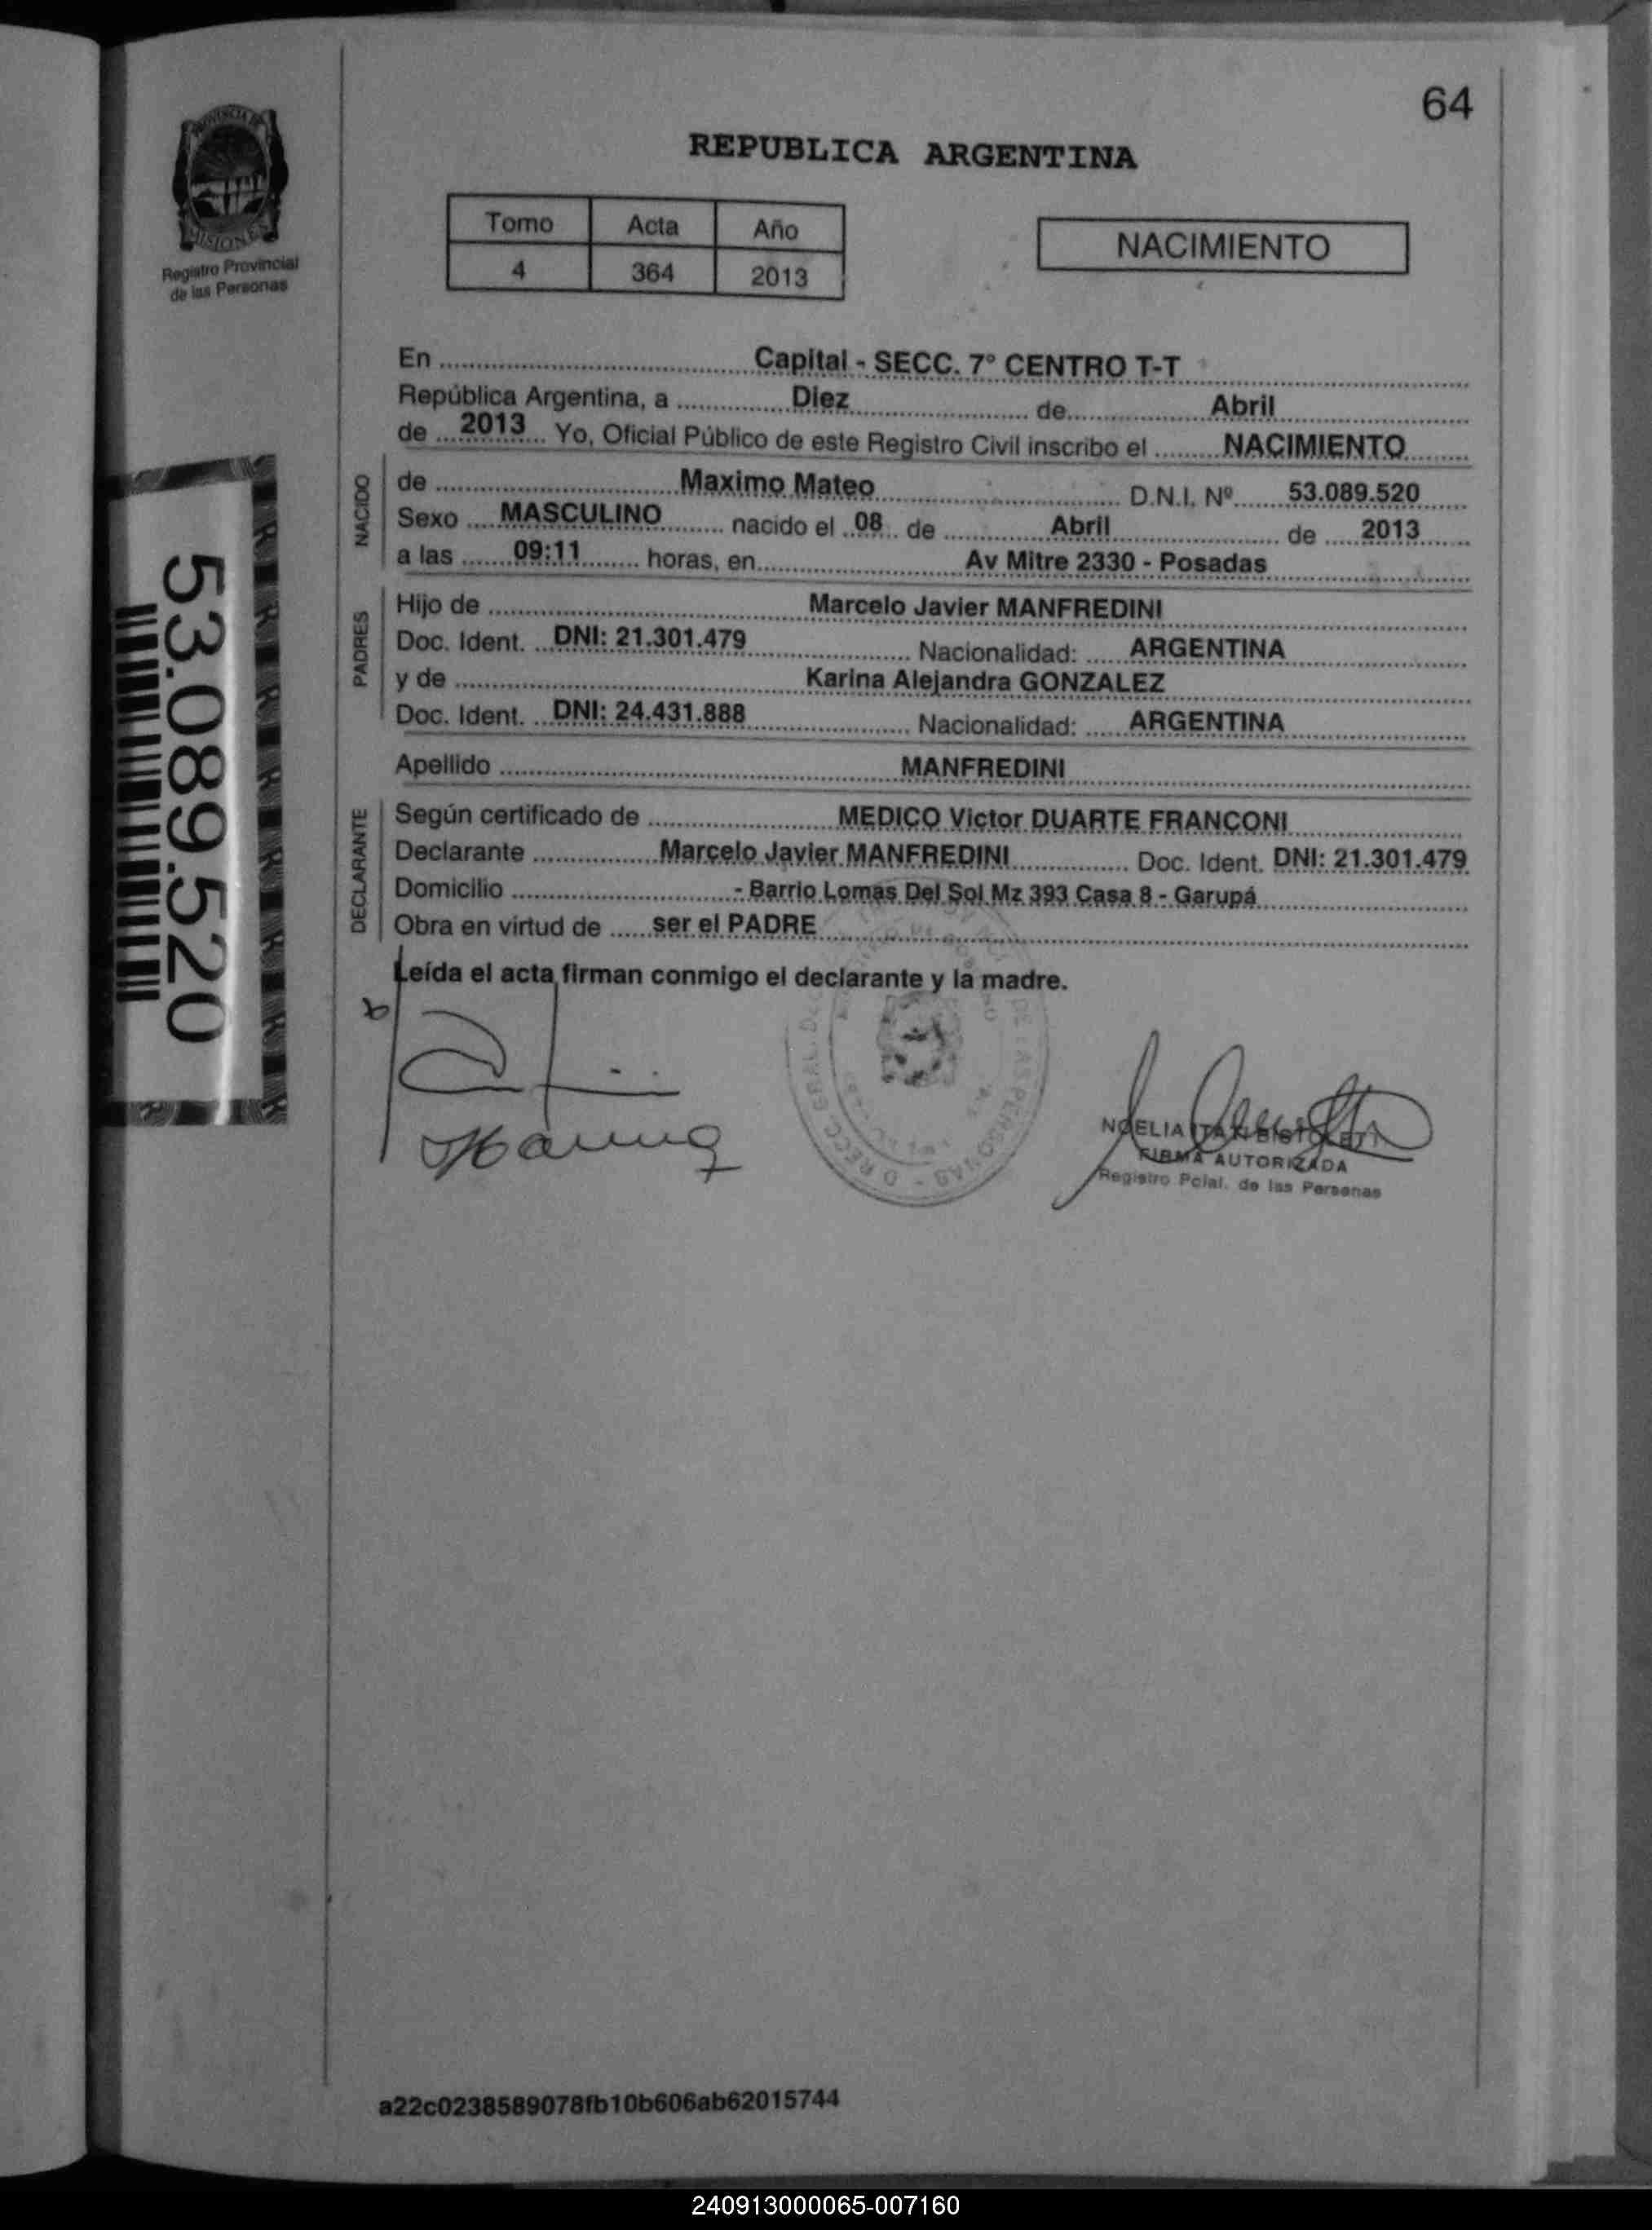 64
PROVINCIA DE
MISIONES
Registro Provincial
de las Personas
REPUBLICA ARGENTINA
Tomo Acta Año
4 364 2013
NACIMIENTO
En Capital - SECC. 7° CENTRO T-T
República Argentina, a Diez de Abril
de 2013 Yo, Oficial Público de este Registro Civil inscribo el NACIMIENTO
NACIDO
de Maximo Mateo D.N.I. Nº 53.089.520
Sexo MASCULINO nacido el 08 de Abril de 2013
a las 09:11 horas, en Av Mitre 2330 - Posadas
PADRES
Hijo de Marcelo Javier MANFREDINI
Doc. Ident. DNI: 21.301.479 Nacionalidad: ARGENTINA
y de Karina Alejandra GONZALEZ
Doc. Ident. DNI: 24.431.888 Nacionalidad: ARGENTINA
Apellido MANFREDINI
DECLARANTE
Según certificado de MEDICO Victor DUARTE FRANCONI
Declarante Marcelo Javier MANFREDINI Doc. Ident. DNI: 21.301.479
Domicilio - Barrio Lomas Del Sol Mz 393 Casa 8 - Garupá
Obra en virtud de ser el PADRE
Leída el acta firman conmigo el declarante y la madre.
53.089.520
DE LAS PERSONAS
NOELIA
FIRMA AUTORIZADA
Registro Pcial. de las Personas
a22c0238589078fb10b606ab62015744
240913000065-007160